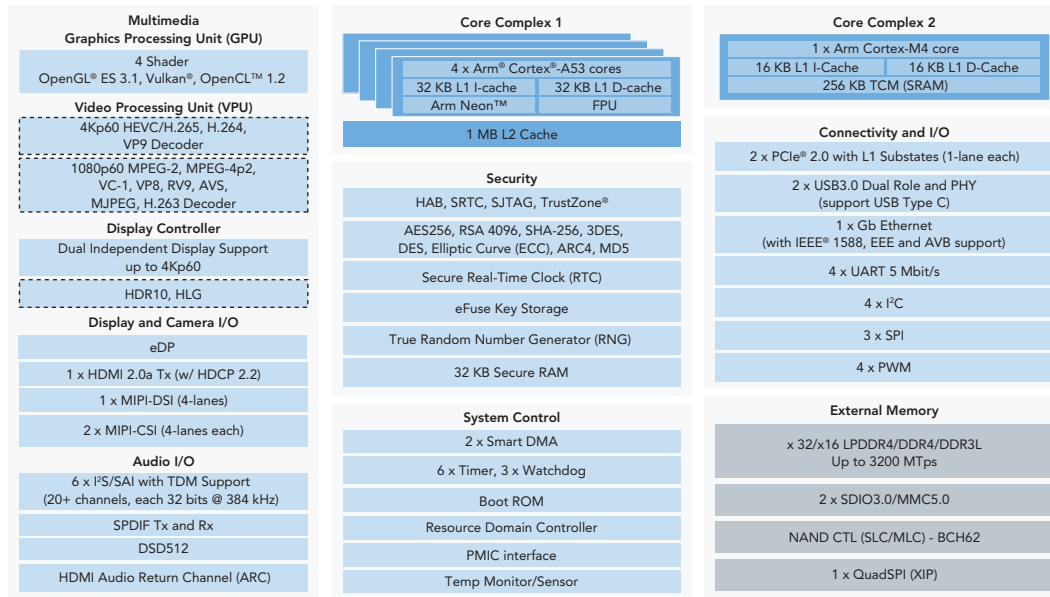 Multimedia
Graphics Processing Unit (GPU)
4 Shader
OpenGL® ES 3.1, Vulkan®, OpenCL™ 1.2
Video Processing Unit (VPU)
4Kp60 HEVC/H.265, H.264,
VP9 Decoder
1080p60 MPEG-2, MPEG-4p2,
VC-1, VP8, RV9, AVS,
MJPEG, H.263 Decoder
Display Controller
Dual Independent Display Support
up to 4Kp60
HDR10, HLG
Display and Camera I/O
eDP
1 x HDMI 2.0a Tx (w/ HDCP 2.2)
1 x MIPI-DSI (4-lanes)
2 x MIPI-CSI (4-lanes each)
Audio I/O
6 x I²S/SAI with TDM Support
(20+ channels, each 32 bits @ 384 kHz)
SPDIF Tx and Rx
DSD512
HDMI Audio Return Channel (ARC)
Core Complex 1
4 x Arm® Cortex®-A53 cores
32 KB L1 I-cache
32 KB L1 D-cache
Arm Neon™
FPU
1 MB L2 Cache
Security
HAB, SRTC, SJTAG, TrustZone®
AES256, RSA 4096, SHA-256, 3DES,
DES, Elliptic Curve (ECC), ARC4, MD5
Secure Real-Time Clock (RTC)
eFuse Key Storage
True Random Number Generator (RNG)
32 KB Secure RAM
System Control
2 x Smart DMA
6 x Timer, 3 x Watchdog
Boot ROM
Resource Domain Controller
PMIC interface
Temp Monitor/Sensor
Core Complex 2
1 x Arm Cortex-M4 core
16 KB L1 I-Cache
16 KB L1 D-Cache
256 KB TCM (SRAM)
Connectivity and I/O
2 x PCIe® 2.0 with L1 Substates (1-lane each)
2 x USB3.0 Dual Role and PHY
(support USB Type C)
1 x Gb Ethernet
(with IEEE® 1588, EEE and AVB support)
4 x UART 5 Mbit/s
4 x I²C
3 x SPI
4 x PWM
External Memory
x 32/x16 LPDDR4/DDR4/DDR3L
Up to 3200 MTps
2 x SDIO3.0/MMC5.0
NAND CTL (SLC/MLC) - BCH62
1 x QuadSPI (XIP)